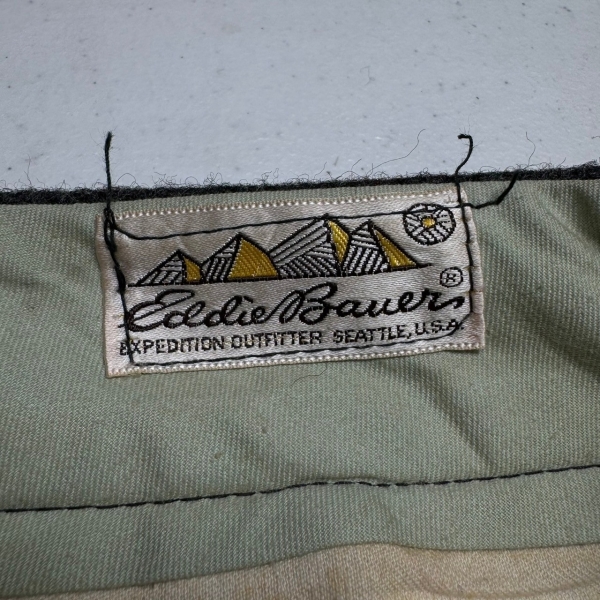 Eddie Bauer ®
EXPEDITION OUTFITTER SEATTLE, U.S.A.